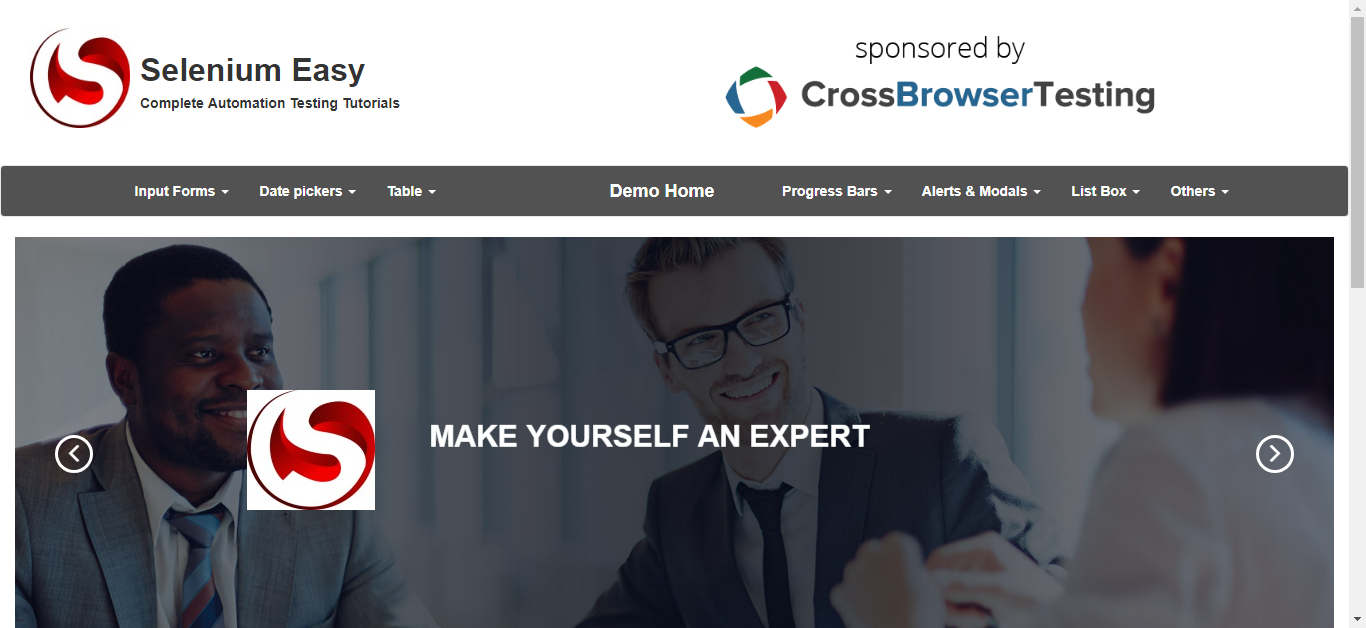 Selenium Easy
Complete Automation Testing Tutorials
sponsored by
CrossBrowserTesting
Input Forms
Date pickers
Table
Demo Home
Progress Bars
Alerts & Modals
List Box
Others
MAKE YOURSELF AN EXPERT